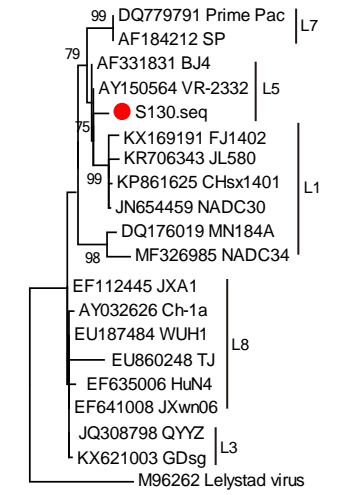 99 DQ779791 Prime Pac
AF184212 SP
L7
79
AF331831 BJ4
AY150564 VR-2332
L5
S130.seq
75
KX169191 FJ1402
KR706343 JL580
99
KP861625 CHsx1401
L1
JN654459 NADC30
DQ176019 MN184A
98
MF326985 NADC34
EF112445 JXA1
AY032626 Ch-1a
EU187484 WUH1
L8
EU860248 TJ
EF635006 HuN4
EF641008 JXwn06
JQ308798 QYYZ
L3
KX621003 GDsg
M96262 Lelystad virus